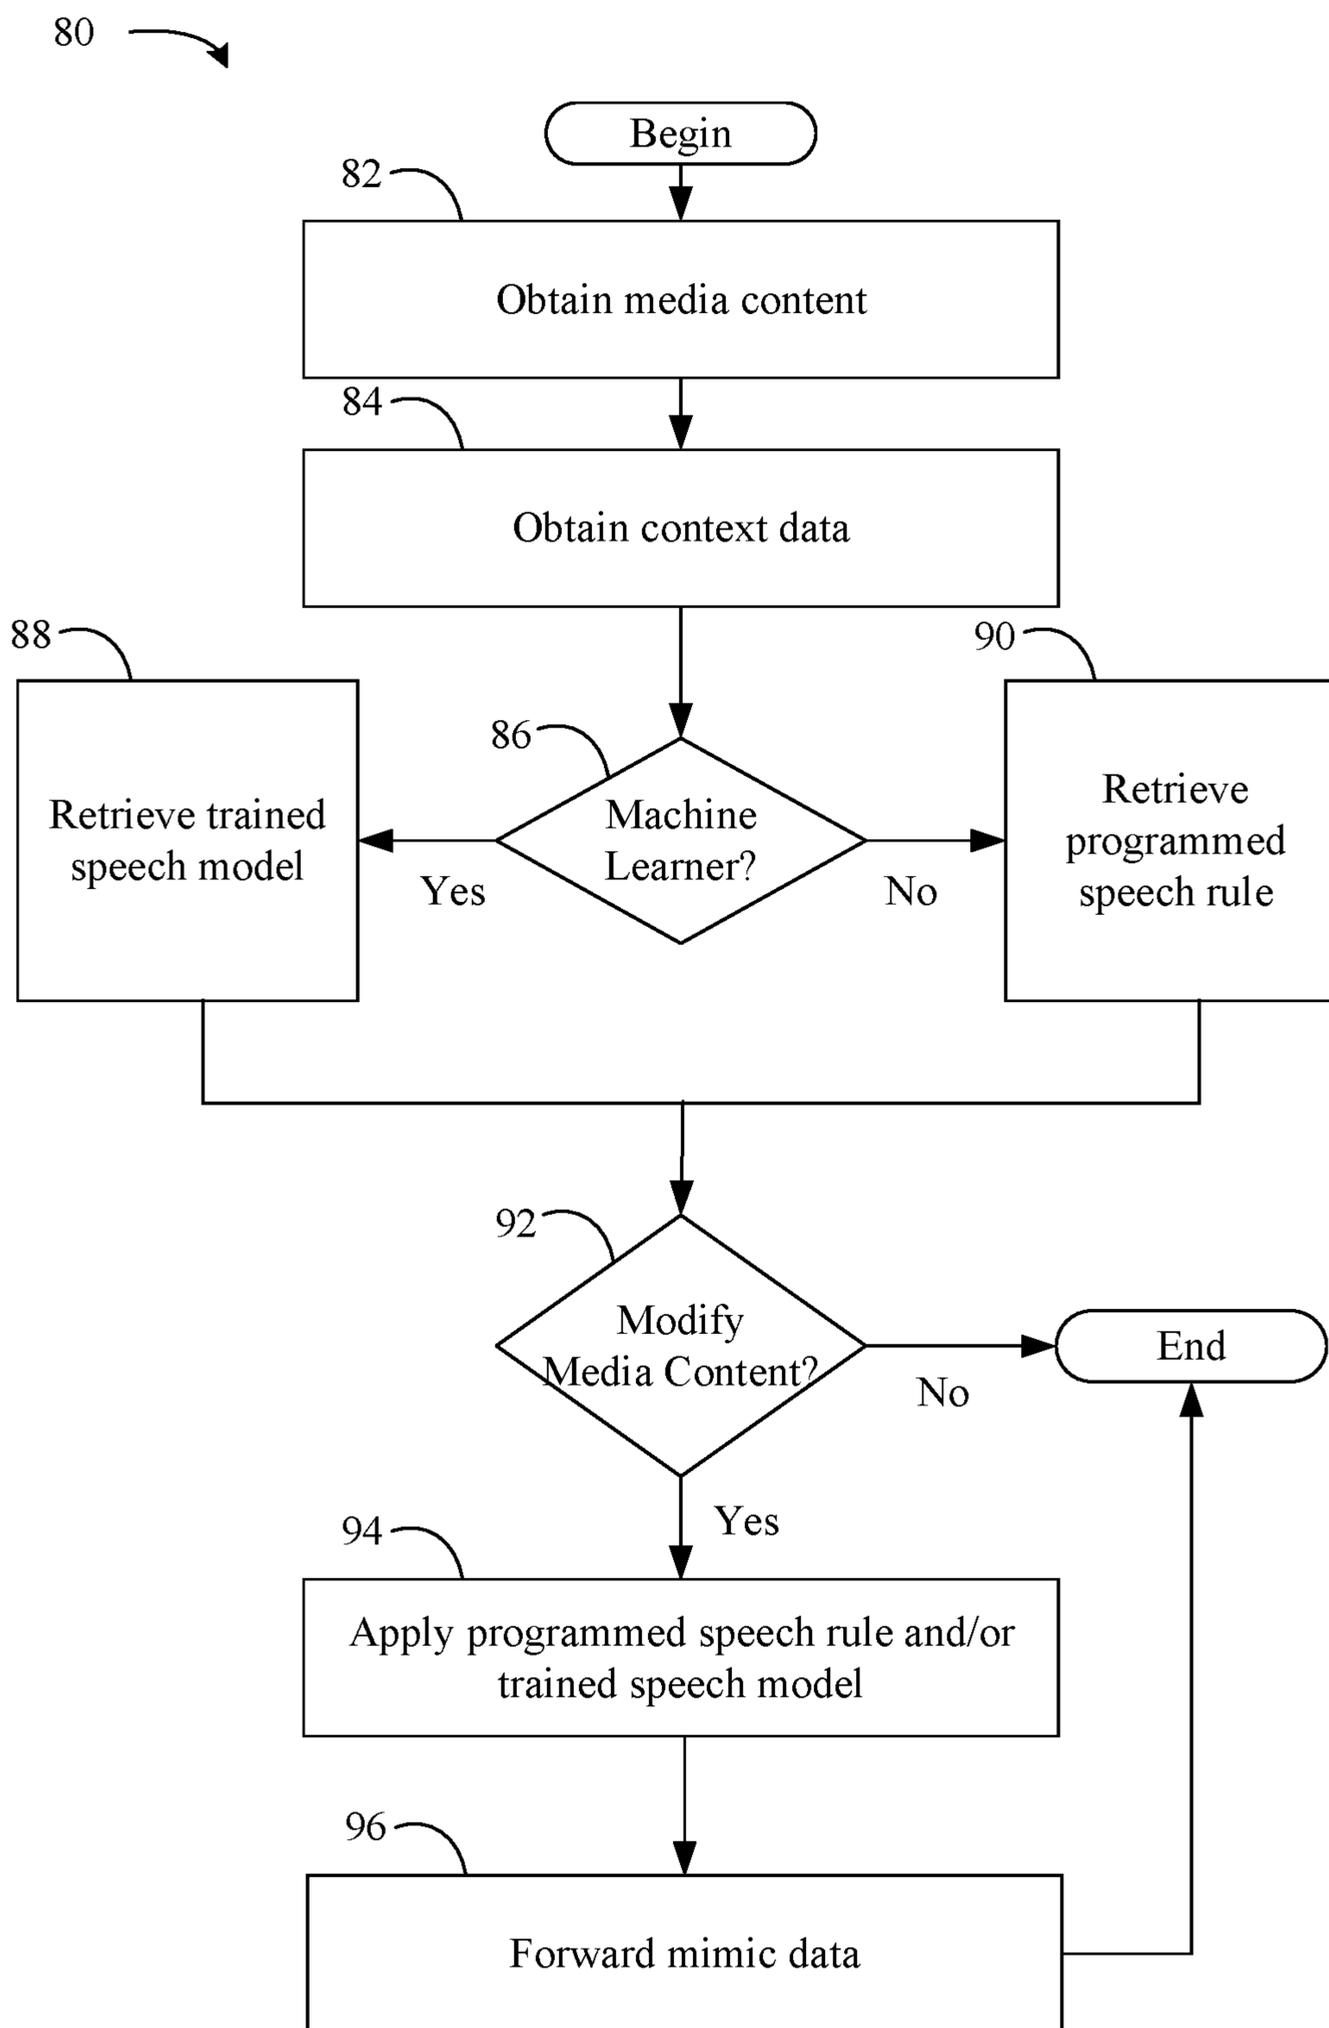 80
Begin
82
Obtain media content
84
Obtain context data
88
90
86
Retrieve trained
speech model
Machine
Learner?
Retrieve
programmed
speech rule
Yes
No
92
Modify
Media Content?
End
No
Yes
94
Apply programmed speech rule and/or
trained speech model
96
Forward mimic data